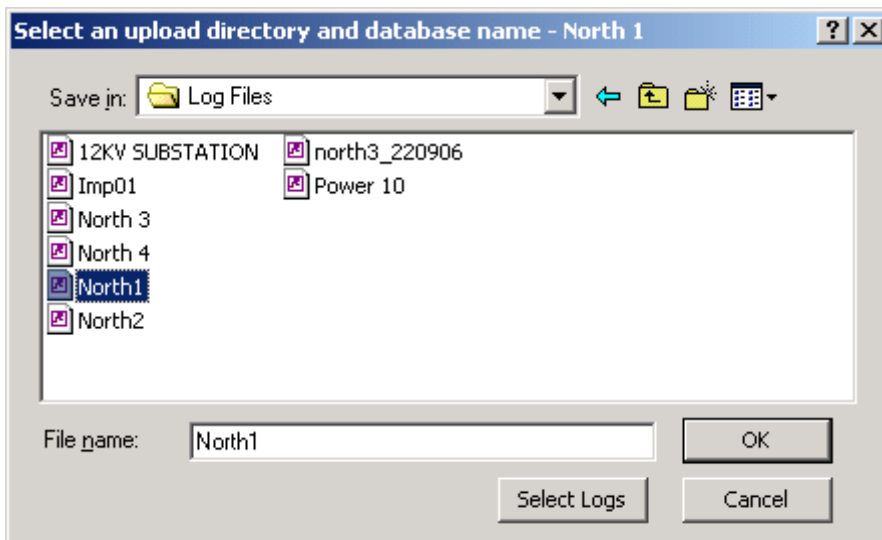 Select an upload directory and database name - North 1
Save in: Log Files
12KV SUBSTATION
Imp01
North 3
North 4
North1
North2
north3_220906
Power 10
File name: North1
OK
Select Logs
Cancel